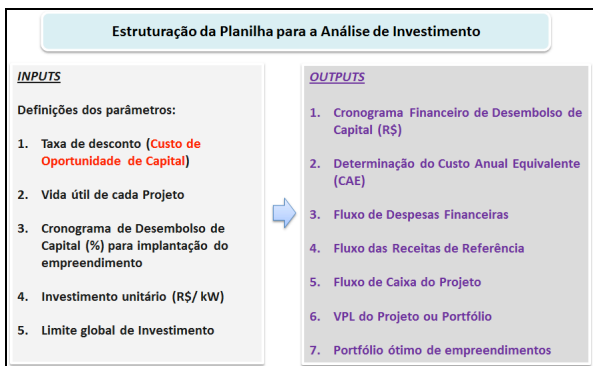 Estruturação da Planilha para a Análise de Investimento
INPUTS
Definições dos parâmetros:
1. Taxa de desconto (Custo de
Oportunidade de Capital)
2. Vida útil de cada Projeto
3. Cronograma de Desembolso de
Capital (%) para implantação do
empreendimento
4. Investimento unitário (R$/ kW)
5. Limite global de Investimento
OUTPUTS
1. Cronograma Financeiro de Desembolso de
Capital (R$)
2. Determinação do Custo Anual Equivalente
(CAE)
3. Fluxo de Despesas Financeiras
4. Fluxo das Receitas de Referência
5. Fluxo de Caixa do Projeto
6. VPL do Projeto ou Portfólio
7. Portfólio ótimo de empreendimentos